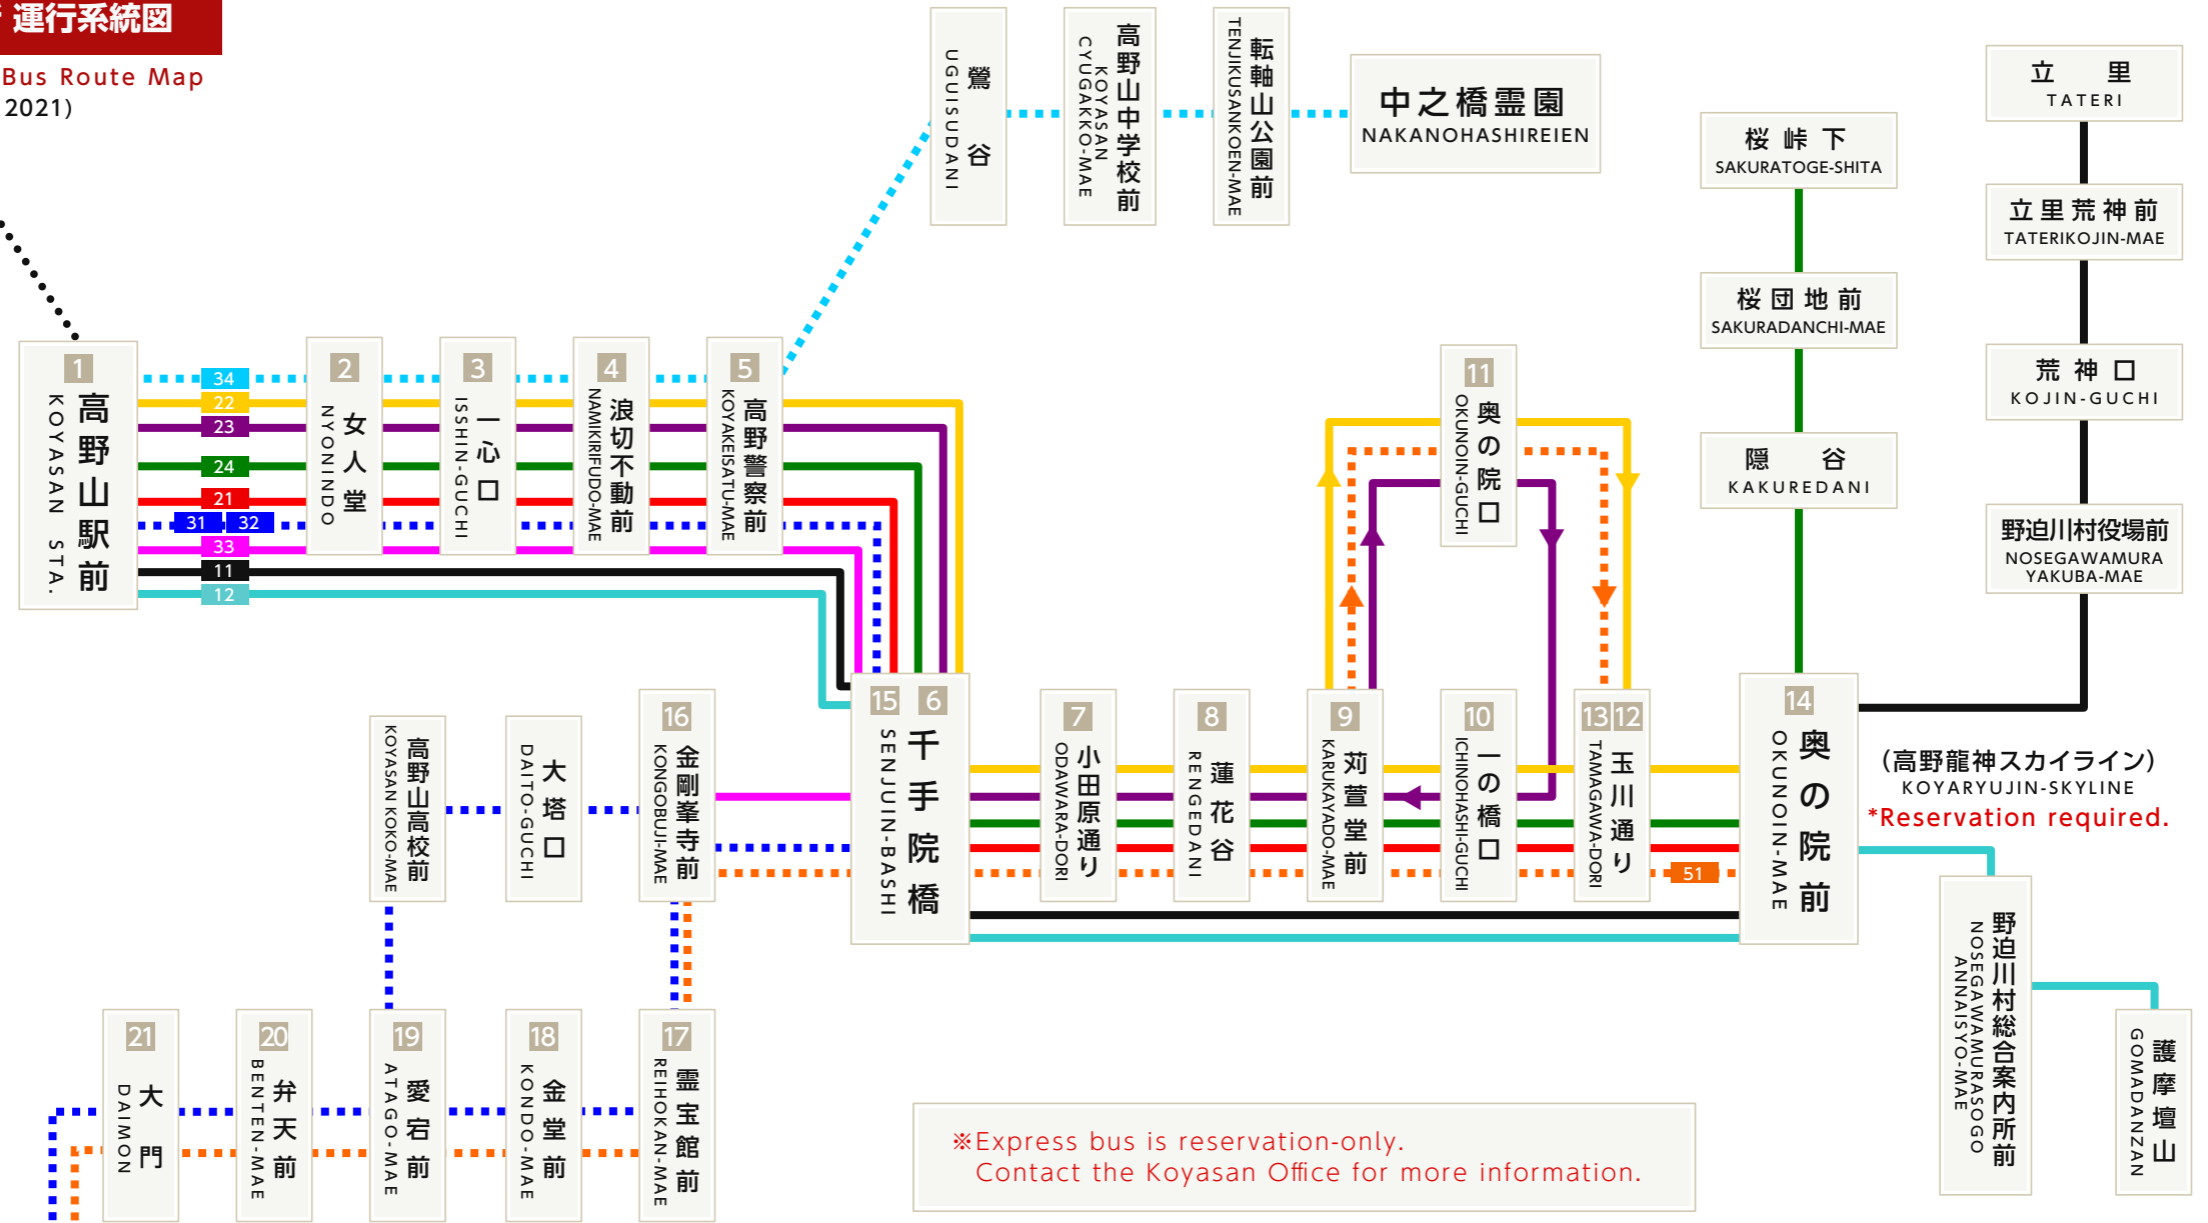 運行系統図
Bus Route Map
2021)
鶯谷
UGUISUDANI
高野山中学校前
KOYASAN
CYUGAKKO-MAE
転軸山公園前
TENJIKUSANKOEN-MAE
中之橋霊園
NAKANOHASHIREIEN
桜峠下
SAKURATOGE-SHITA
立里
TATERI
立里荒神前
TATERIKOJIN-MAE
桜団地前
SAKURADANCHI-MAE
荒神口
KOJIN-GUCHI
隠谷
KAKUREDANI
野迫川村役場前
NOSEGAWAMURA
YAKUBA-MAE
1
高野山駅前
KOYASAN STA.
34
22
23
24
21
31
32
33
11
12
2
女人堂
NYONINDO
3
一心口
ISSHIN-GUCHI
4
浪切不動前
NAMIKIRIFUDO-MAE
5
高野警察前
KOYAKEISATU-MAE
11
奥の院口
OKUNOIN-GUCHI
高野山高校前
KOYASAN KOKO-MAE
大塔口
DAITO-GUCHI
16
金剛峯寺前
KONGOBUJI-MAE
15 6
千手院橋
SENJUIN-BASHI
7
小田原通り
ODAWARA-DORI
8
蓮花谷
RENGEDANI
9
苅萱堂前
KARUKAYADO-MAE
10
一の橋口
ICHINOHASHI-GUCHI
13 12
玉川通り
TAMAGAWA-DORI
51
14
奥の院前
OKUNOIN-MAE
(高野龍神スカイライン)
KOYARYUJIN-SKYLINE
*Reservation required.
野迫川村総合案内所前
NOSEGAWAMURASOGO
ANNAISYO-MAE
護摩壇山
GOMADANZAN
21
大門
DAIMON
20
弁天前
BENTEN-MAE
19
愛宕前
ATAGO-MAE
18
金堂前
KONDO-MAE
17
霊宝館前
REIHOKAN-MAE
※Express bus is reservation-only.
Contact the Koyasan Office for more information.